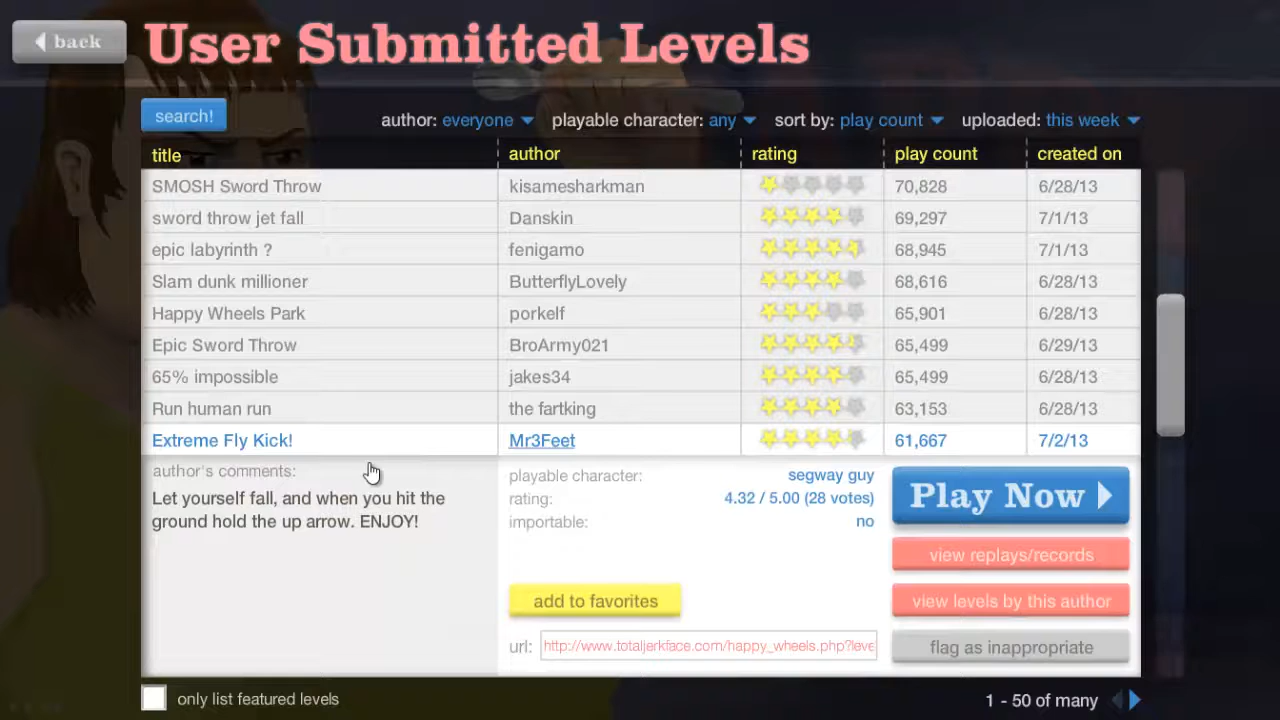 back
User Submitted Levels
search!
author: everyone
playable character: any
sort by: play count
uploaded: this week
title author rating play count created on
SMOSH Sword Throw kisamesharkman 70,828 6/28/13
sword throw jet fall Danskin 69,297 7/1/13
epic labyrinth ? fenigamo 68,945 7/1/13
Slam dunk millioner ButterflyLovely 68,616 6/28/13
Happy Wheels Park porkelf 65,901 6/28/13
Epic Sword Throw BroArmy021 65,499 6/29/13
65% impossible jakes34 65,499 6/28/13
Run human run the fartking 63,153 6/28/13
Extreme Fly Kick! Mr3Feet 61,667 7/2/13
author's comments:
Let yourself fall, and when you hit the
ground hold the up arrow. ENJOY!
playable character: segway guy
rating: 4.32 / 5.00 (28 votes)
importable: no
add to favorites
url: http://www.totaljerkface.com/happy_wheels.php?leve
Play Now
view replays/records
view levels by this author
flag as inappropriate
only list featured levels
1 - 50 of many